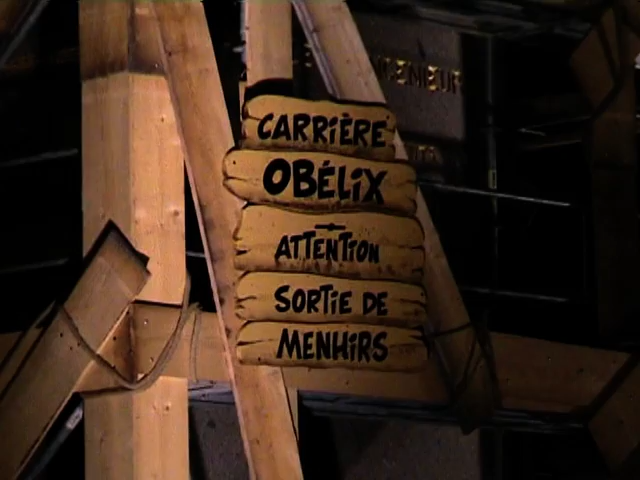 CARRIÈRE
OBÉLiX
ATTENTiON
SORTiE DE
MENHiRS